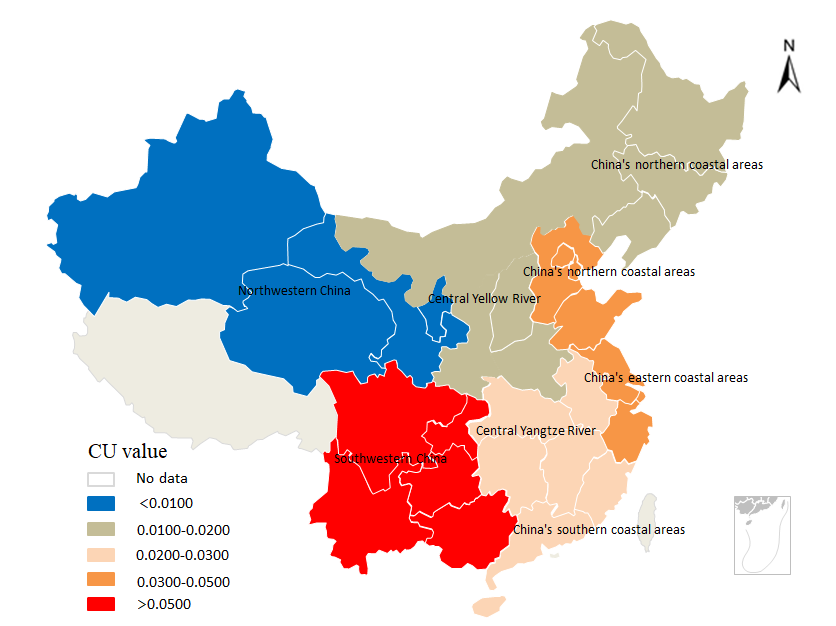 N
China's northern coastal areas
China's northern coastal areas
Northwestern China
Central Yellow River
China's eastern coastal areas
Central Yangtze River
Southwestern China
China's southern coastal areas
CU value
No data
<0.0100
0.0100-0.0200
0.0200-0.0300
0.0300-0.0500
>0.0500